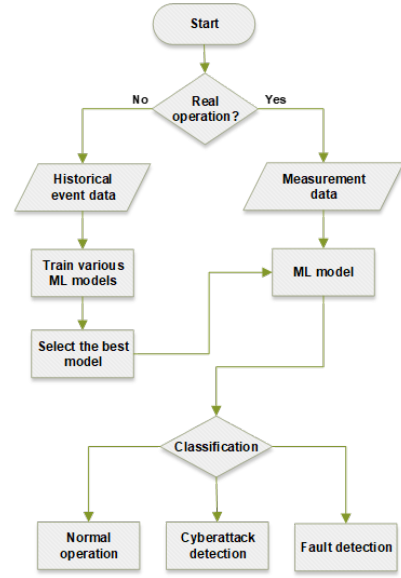 Start
No
Real
operation?
Yes
Historical
event data
Measurement
data
Train various
ML models
ML model
Select the best
model
Classification
Normal
operation
Cyberattack
detection
Fault detection